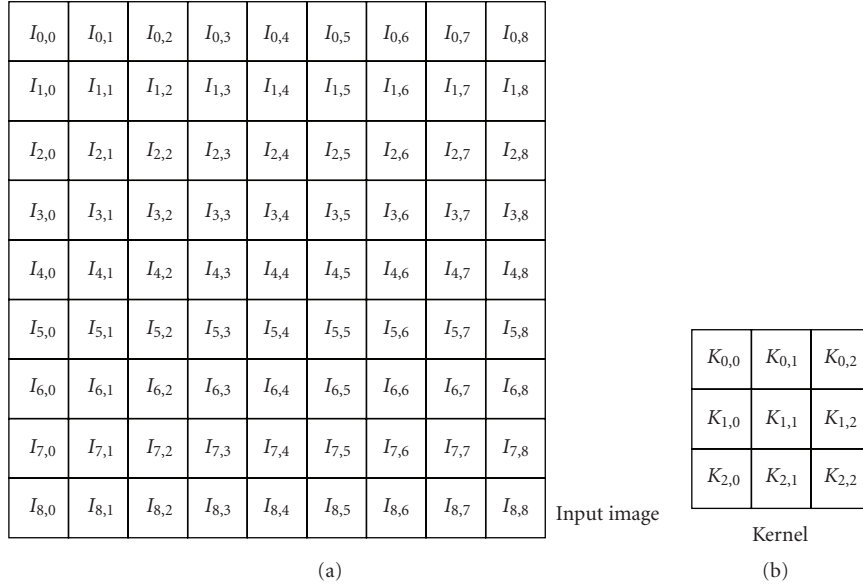 I0,0 I0,1 I0,2 I0,3 I0,4 I0,5 I0,6 I0,7 I0,8
I1,0 I1,1 I1,2 I1,3 I1,4 I1,5 I1,6 I1,7 I1,8
I2,0 I2,1 I2,2 I2,3 I2,4 I2,5 I2,6 I2,7 I2,8
I3,0 I3,1 I3,2 I3,3 I3,4 I3,5 I3,6 I3,7 I3,8
I4,0 I4,1 I4,2 I4,3 I4,4 I4,5 I4,6 I4,7 I4,8
I5,0 I5,1 I5,2 I5,3 I5,4 I5,5 I5,6 I5,7 I5,8
I6,0 I6,1 I6,2 I6,3 I6,4 I6,5 I6,6 I6,7 I6,8
I7,0 I7,1 I7,2 I7,3 I7,4 I7,5 I7,6 I7,7 I7,8
I8,0 I8,1 I8,2 I8,3 I8,4 I8,5 I8,6 I8,7 I8,8
Input image
(a)
K0,0 K0,1 K0,2
K1,0 K1,1 K1,2
K2,0 K2,1 K2,2
Kernel
(b)